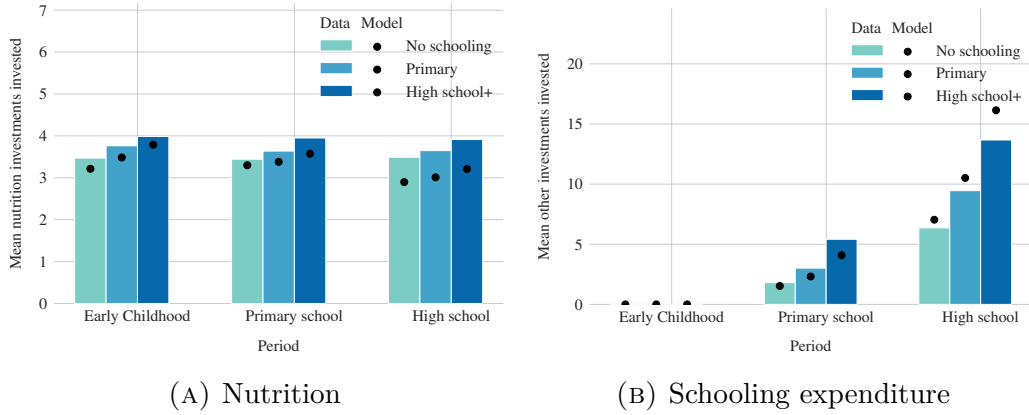 Mean nutrition investments invested
7
6
5
4
3
2
1
0
Data Model
No schooling
Primary
High school+
Early Childhood
Primary school
High school
Period
(A) Nutrition
Mean other investments invested
20
15
10
5
0
Data Model
No schooling
Primary
High school+
Early Childhood
Primary school
High school
Period
(B) Schooling expenditure